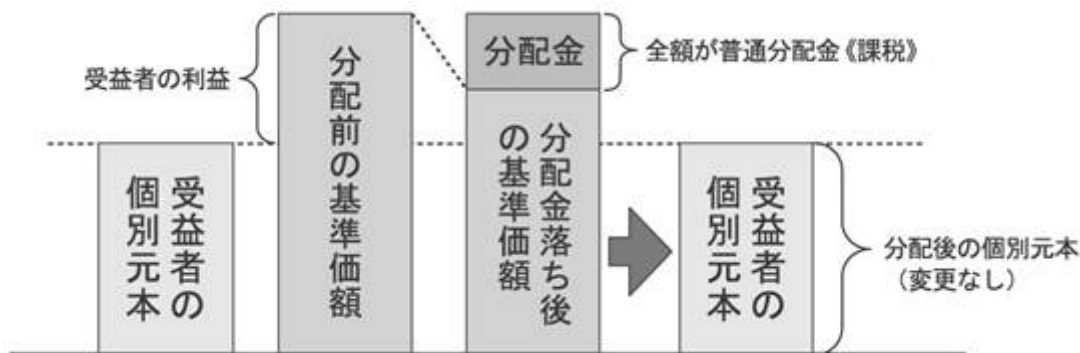 受益者の利益
受益者の
個別元本
分配前の基準価額
分配金
全額が普通分配金《課税》
分配金落ち後
の基準価額
受益者の
個別元本
分配後の個別元本
（変更なし）